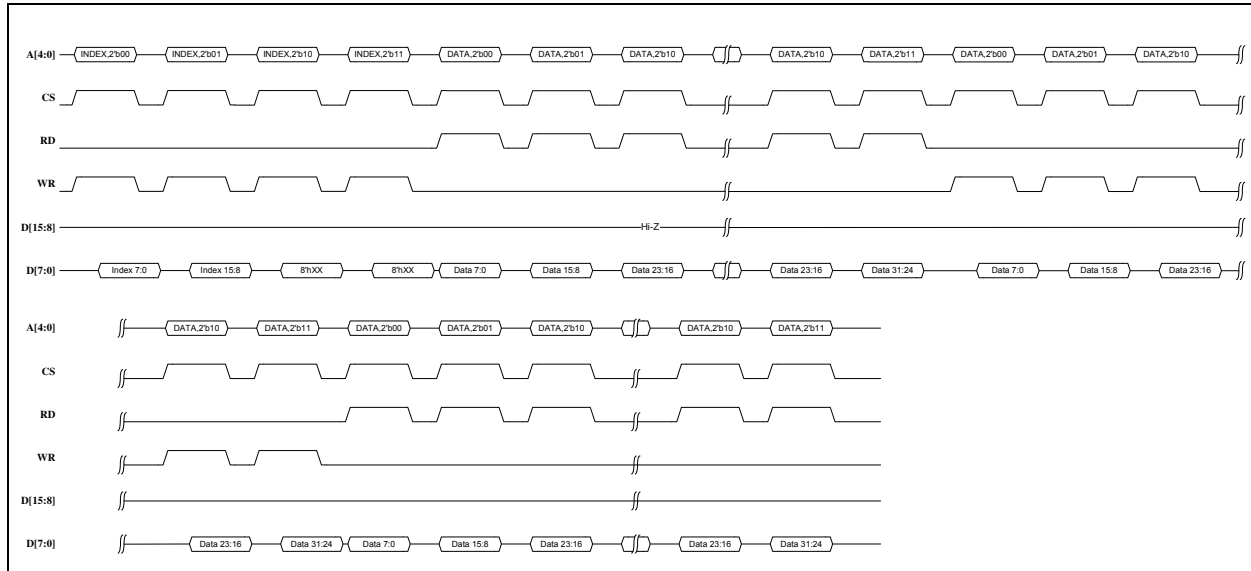 A[4:0] INDEX,2'b00 INDEX,2'b01 INDEX,2'b10 INDEX,2'b11 DATA,2'b00 DATA,2'b01 DATA,2'b10 DATA,2'b10 DATA,2'b11 DATA,2'b00 DATA,2'b01 DATA,2'b10
CS
RD
WR
D[15:8] Hi-Z
D[7:0] Index 7:0 Index 15:8 8'hXX 8'hXX Data 7:0 Data 15:8 Data 23:16 Data 23:16 Data 31:24 Data 7:0 Data 15:8 Data 23:16
A[4:0] DATA,2'b10 DATA,2'b11 DATA,2'b00 DATA,2'b01 DATA,2'b10 DATA,2'b10 DATA,2'b11
CS
RD
WR
D[15:8]
D[7:0] Data 23:16 Data 31:24 Data 7:0 Data 15:8 Data 23:16 Data 23:16 Data 31:24